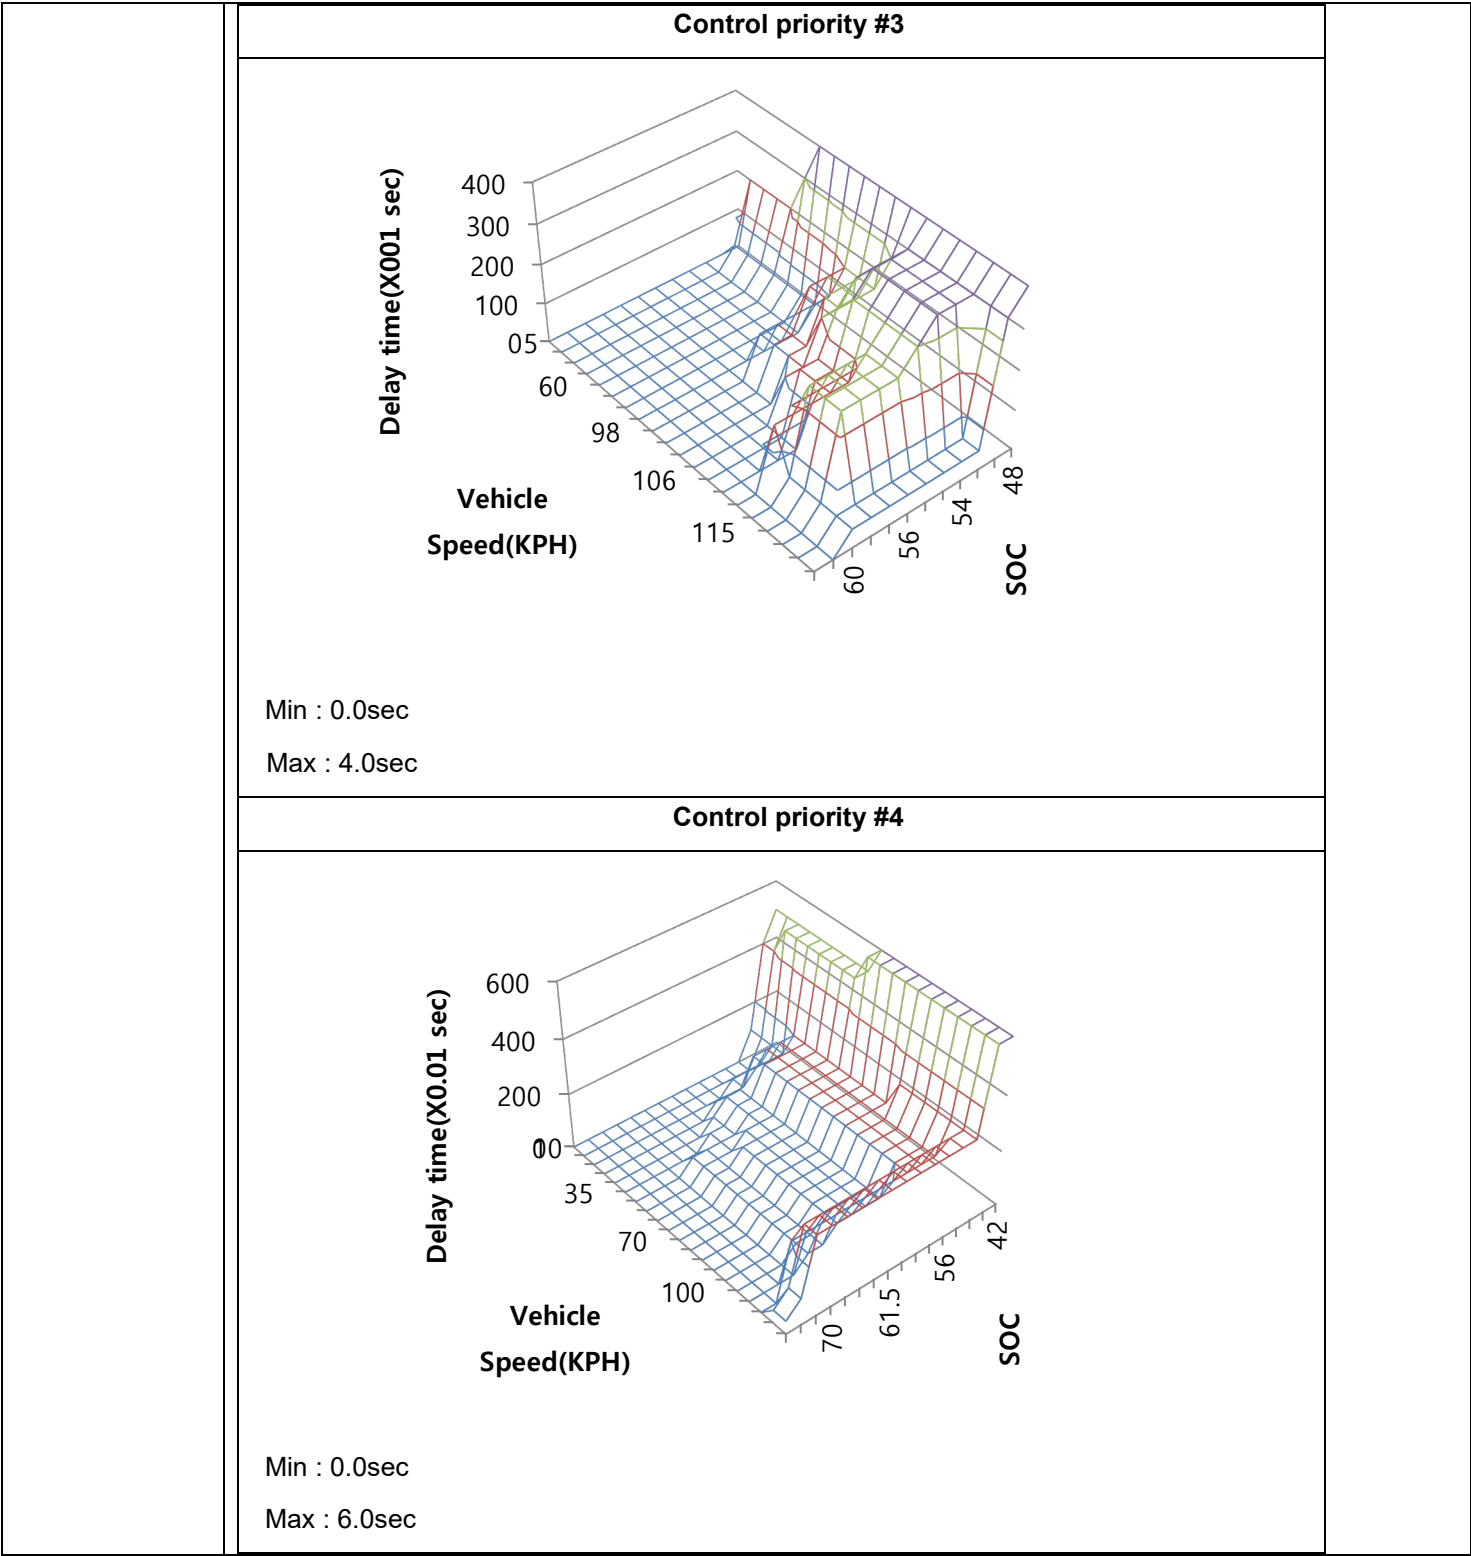 Control priority #3
400
300
200
100
05
60
98
106
115
Delay time(X001 sec)
Vehicle
Speed(KPH)
48
54
56
60
SOC
Min : 0.0sec
Max : 4.0sec
Control priority #4
600
400
200
0
35
70
100
Delay time(X0.01 sec)
Vehicle
Speed(KPH)
42
56
61.5
70
SOC
Min : 0.0sec
Max : 6.0sec